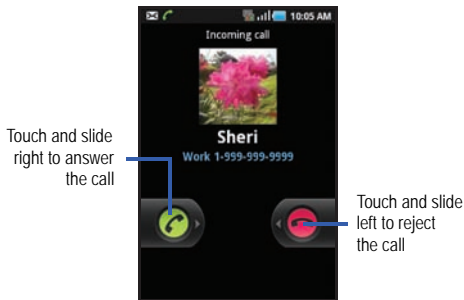 10:05 AM
Incoming call
Sheri
Work 1-999-999-9999
Touch and slide
right to answer
the call
Touch and slide
left to reject
the call